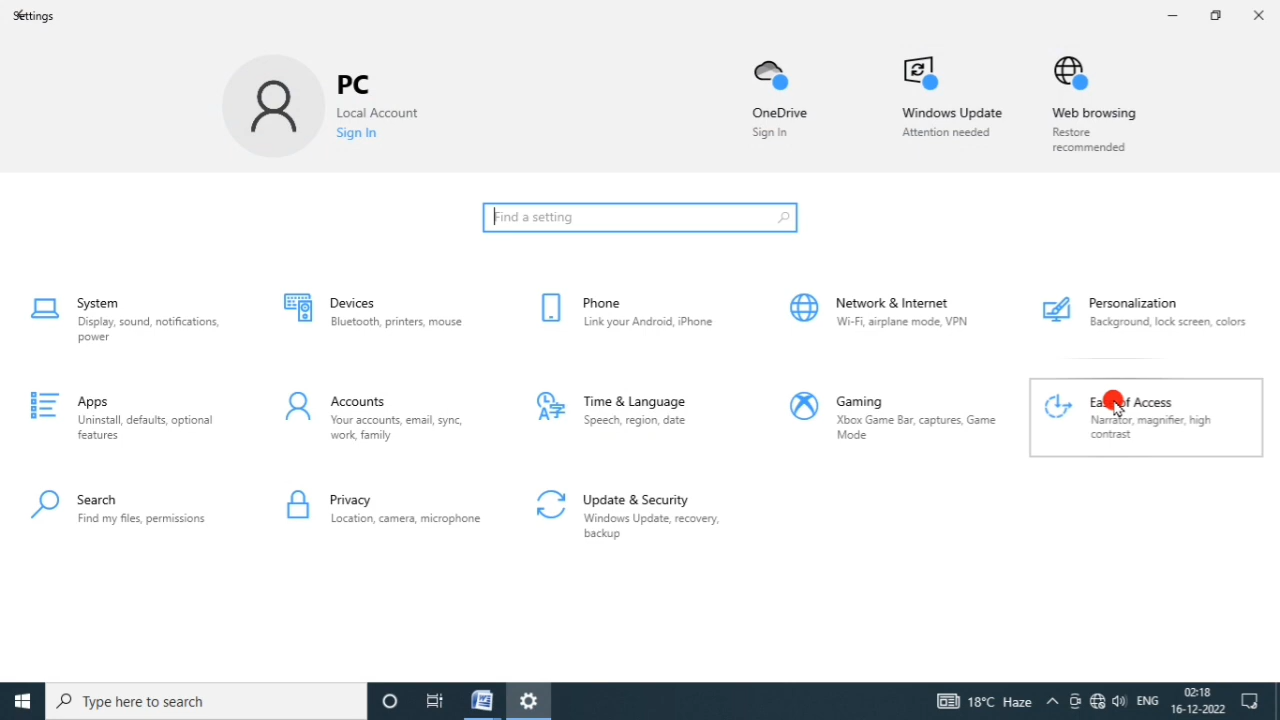 Settings
PC
Local Account
Sign In
OneDrive
Sign In
Windows Update
Attention needed
Web browsing
Restore
recommended
Find a setting
System
Display, sound, notifications,
power
Devices
Bluetooth, printers, mouse
Phone
Link your Android, iPhone
Network & Internet
Wi-Fi, airplane mode, VPN
Personalization
Background, lock screen, colors
Apps
Uninstall, defaults, optional
features
Accounts
Your accounts, email, sync,
work, family
Time & Language
Speech, region, date
Gaming
Xbox Game Bar, captures, Game
Mode
Ease of Access
Narrator, magnifier, high
contrast
Search
Find my files, permissions
Privacy
Location, camera, microphone
Update & Security
Windows Update, recovery,
backup
Type here to search
18°C Haze
ENG
02:18
16-12-2022